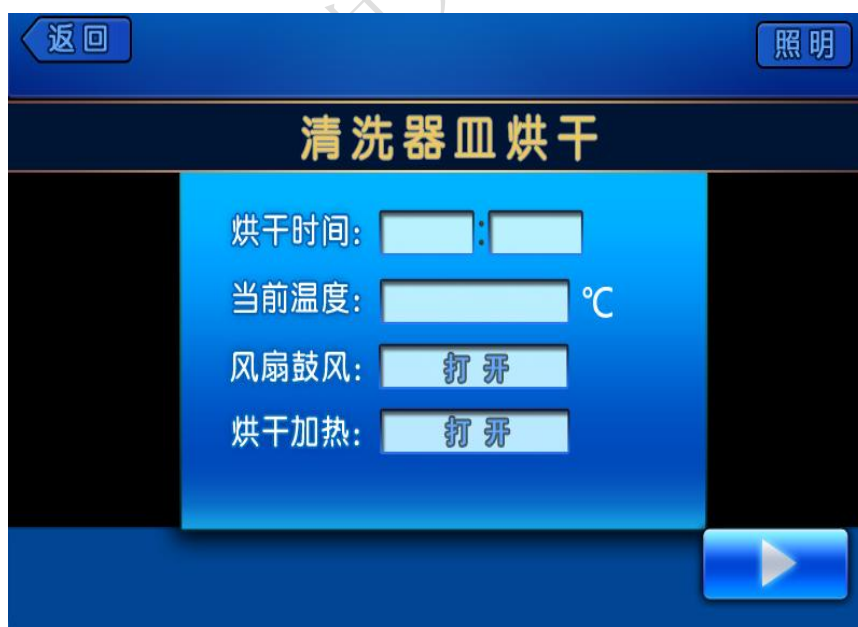 返回
照明
清洗器皿烘干
烘干时间： :
当前温度： ℃
风扇鼓风： 打开
烘干加热： 打开